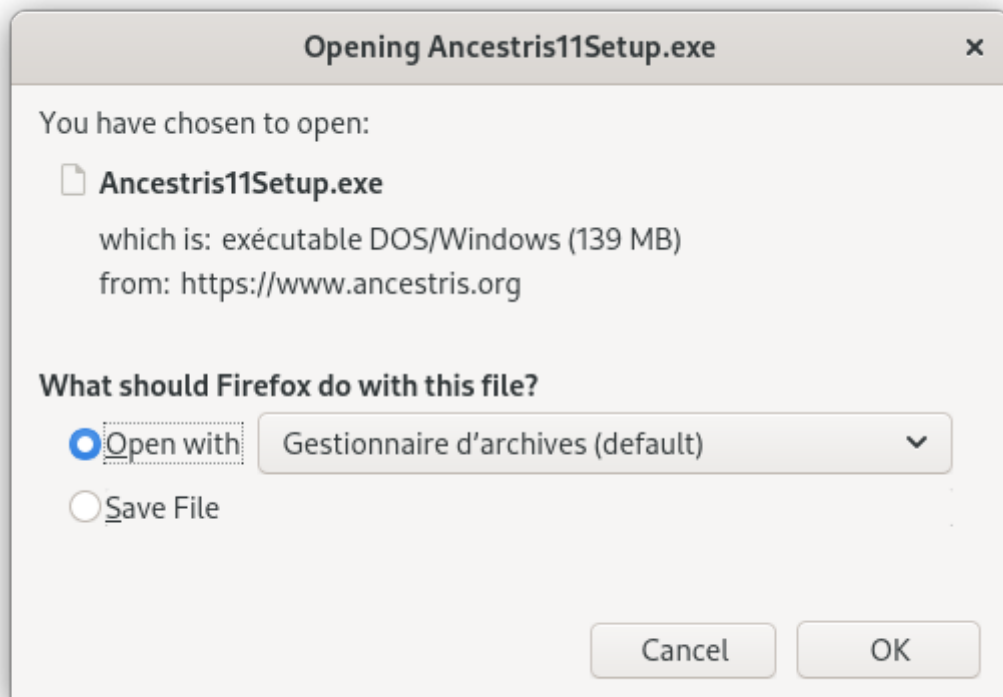 Opening Ancestris11Setup.exe
You have chosen to open:
Ancestris11Setup.exe
which is: exécutable DOS/Windows (139 MB)
from: https://www.ancestris.org
What should Firefox do with this file?
Open with Gestionnaire d'archives (default)
Save File
Cancel OK